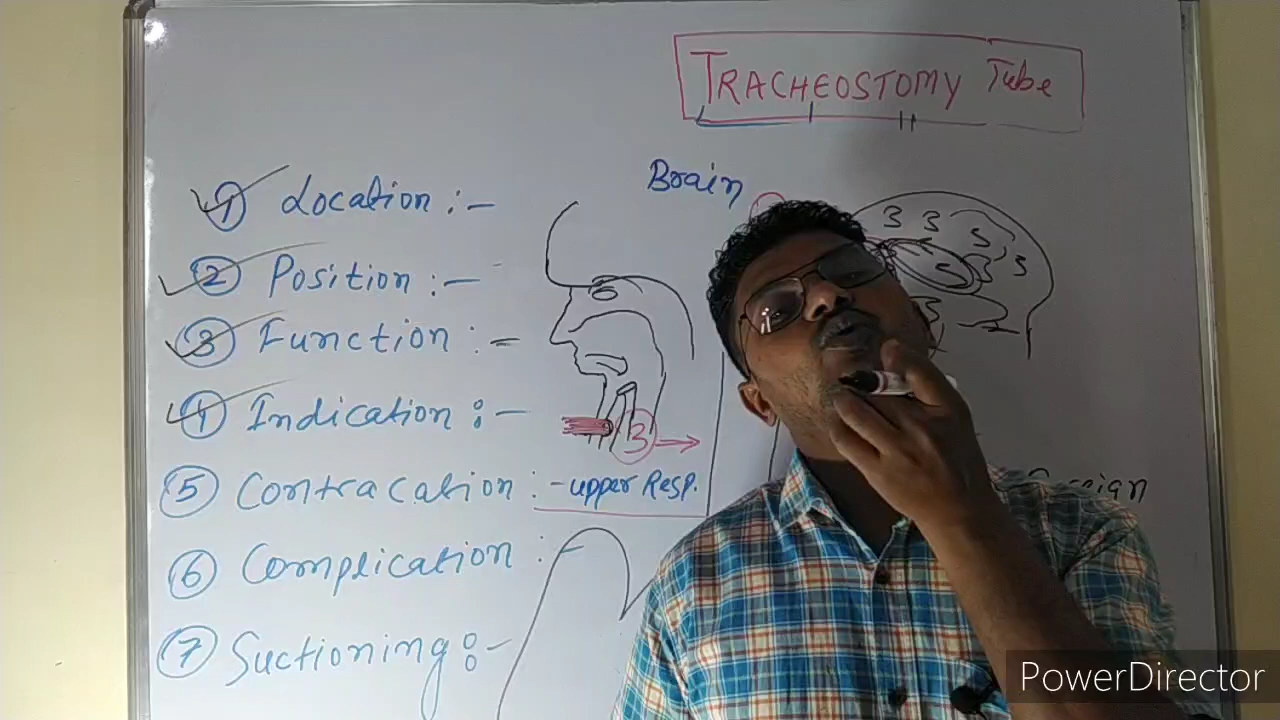 TRACHEOSTOMY Tube
Brain
① Location :-
② Position :-
③ Function :-
④ Indication :-
⑤ Contracation :- upper Resp.
⑥ Complication :-
⑦ Suctioning :-
3
3 3
PowerDirector